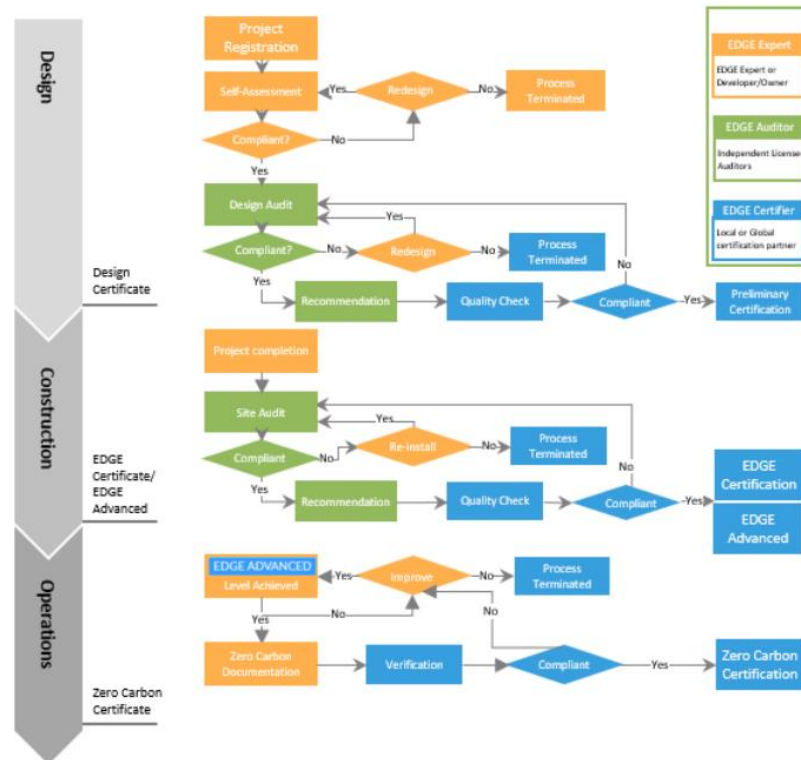 Design
Project
Registration
Self-Assessment
Yes
Redesign
No
Process
Terminated
Compliant?
No
Yes
Design Audit
Yes
Compliant?
No
Redesign
No
Process
Terminated
No
Yes
Design
Certificate
Recommendation
Quality Check
Compliant
Yes
Preliminary
Certification
EDGE Expert
EDGE Expert or
Developer/Owner
EDGE Auditor
Independent License
Auditors
EDGE Certifier
Local or Global
certification partner
Construction
Project completion
Site Audit
Yes
Compliant
No
Re-install
No
Process
Terminated
No
Yes
EDGE
Certificate/
EDGE
Advanced
Recommendation
Quality Check
Compliant
Yes
EDGE
Certification
EDGE
Advanced
Operations
EDGE ADVANCED
Level Achieved
Yes
Improve
No
Process
Terminated
No
Yes
No
Zero Carbon
Documentation
Verification
Compliant
Yes
Zero Carbon
Certification
Zero Carbon
Certificate